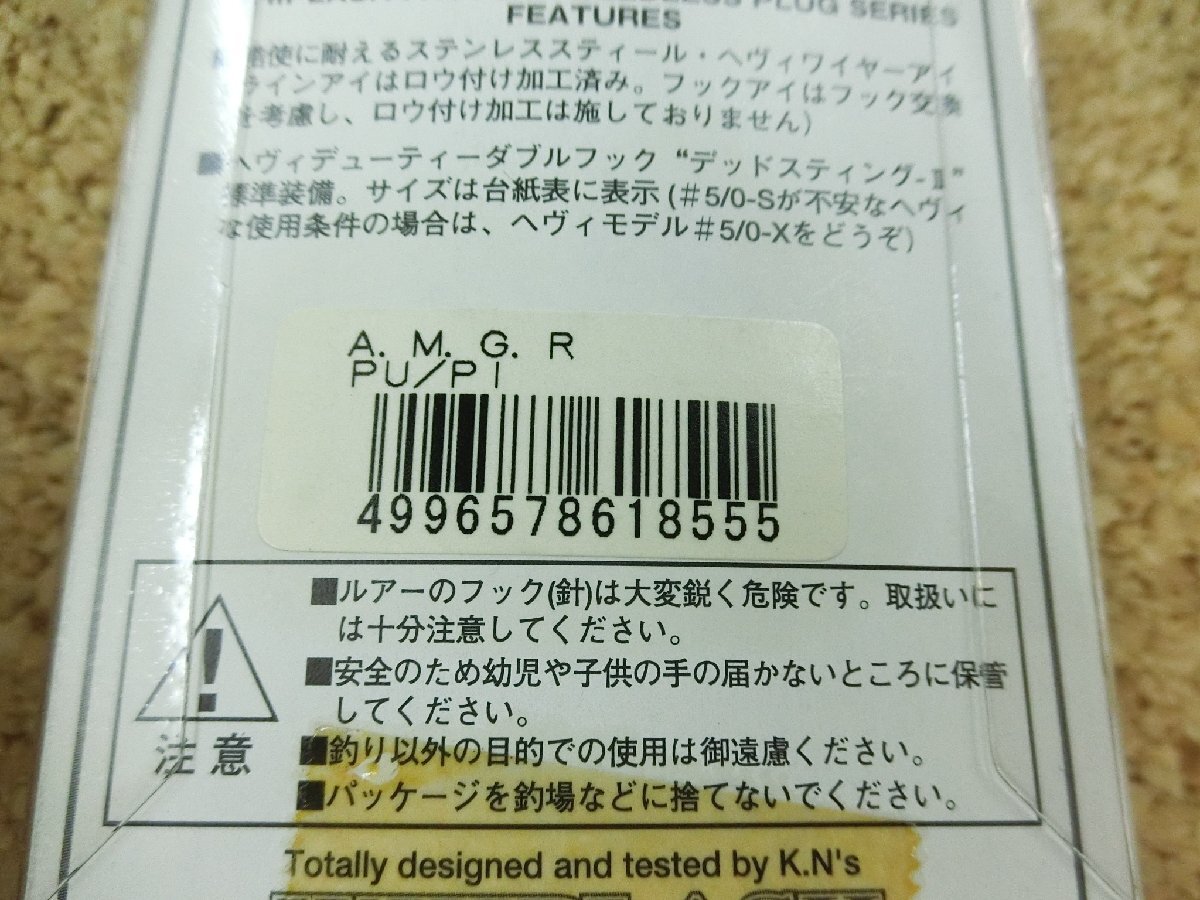 PLUG SERIES
FEATURES
使に耐えるステンレススティール・ヘヴィワイヤーアイ
ラインアイはロウ付け加工済み。フックアイはフック交換
を考慮し、ロウ付け加工は施しておりません)
■ヘヴィデューティーダブルフック “デッドスティング-Ⅱ”
標準装備。サイズは台紙表に表示 (＃5/0-Sが不安なヘヴィ
な使用条件の場合は、ヘヴィモデル＃5/0-Xをどうぞ)
A. M. G. R
PU/PI
4996578618555
■ルアーのフック(針)は大変鋭く危険です。取扱いに
は十分注意してください。
■安全のため幼児や子供の手の届かないところに保管
してください。
■釣り以外の目的での使用は御遠慮ください。
■パッケージを釣場などに捨てないでください。
注意
Totally designed and tested by K.N's